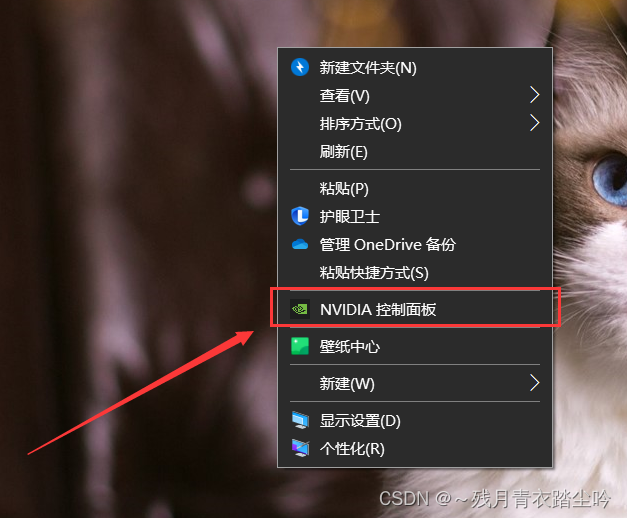 新建文件夹(N)
查看(V)
排序方式(O)
刷新(E)
粘贴(P)
护眼卫士
管理 OneDrive 备份
粘贴快捷方式(S)
NVIDIA 控制面板
壁纸中心
新建(W)
显示设置(D)
个性化(R)
CSDN @～残月青衣踏尘吟